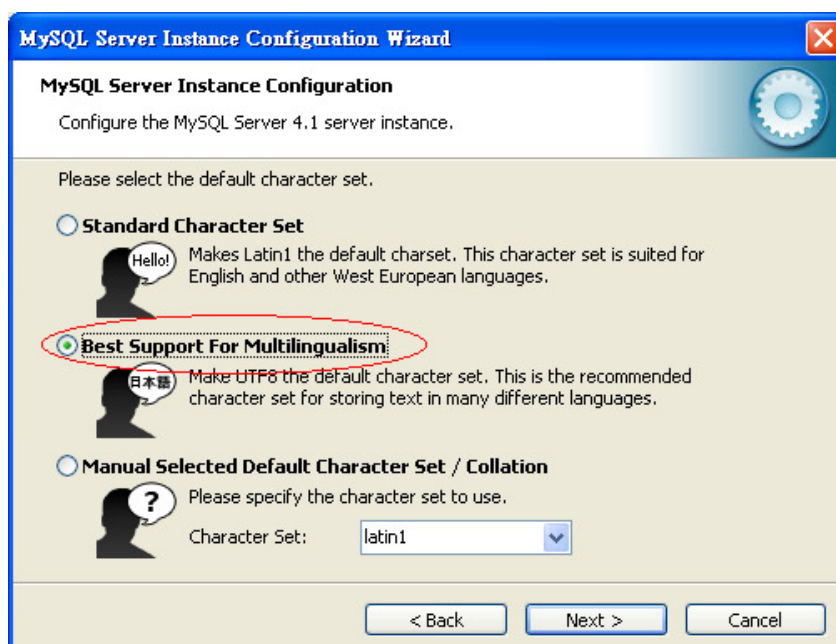 MySQL Server Instance Configuration Wizard
MySQL Server Instance Configuration
Configure the MySQL Server 4.1 server instance.
Please select the default character set.
Standard Character Set
Hello!
Makes Latin1 the default charset. This character set is suited for
English and other West European languages.
Best Support For Multilingualism
日本語
Make UTF8 the default character set. This is the recommended
character set for storing text in many different languages.
Manual Selected Default Character Set / Collation
?
Please specify the character set to use.
Character Set: latin1
< Back Next > Cancel